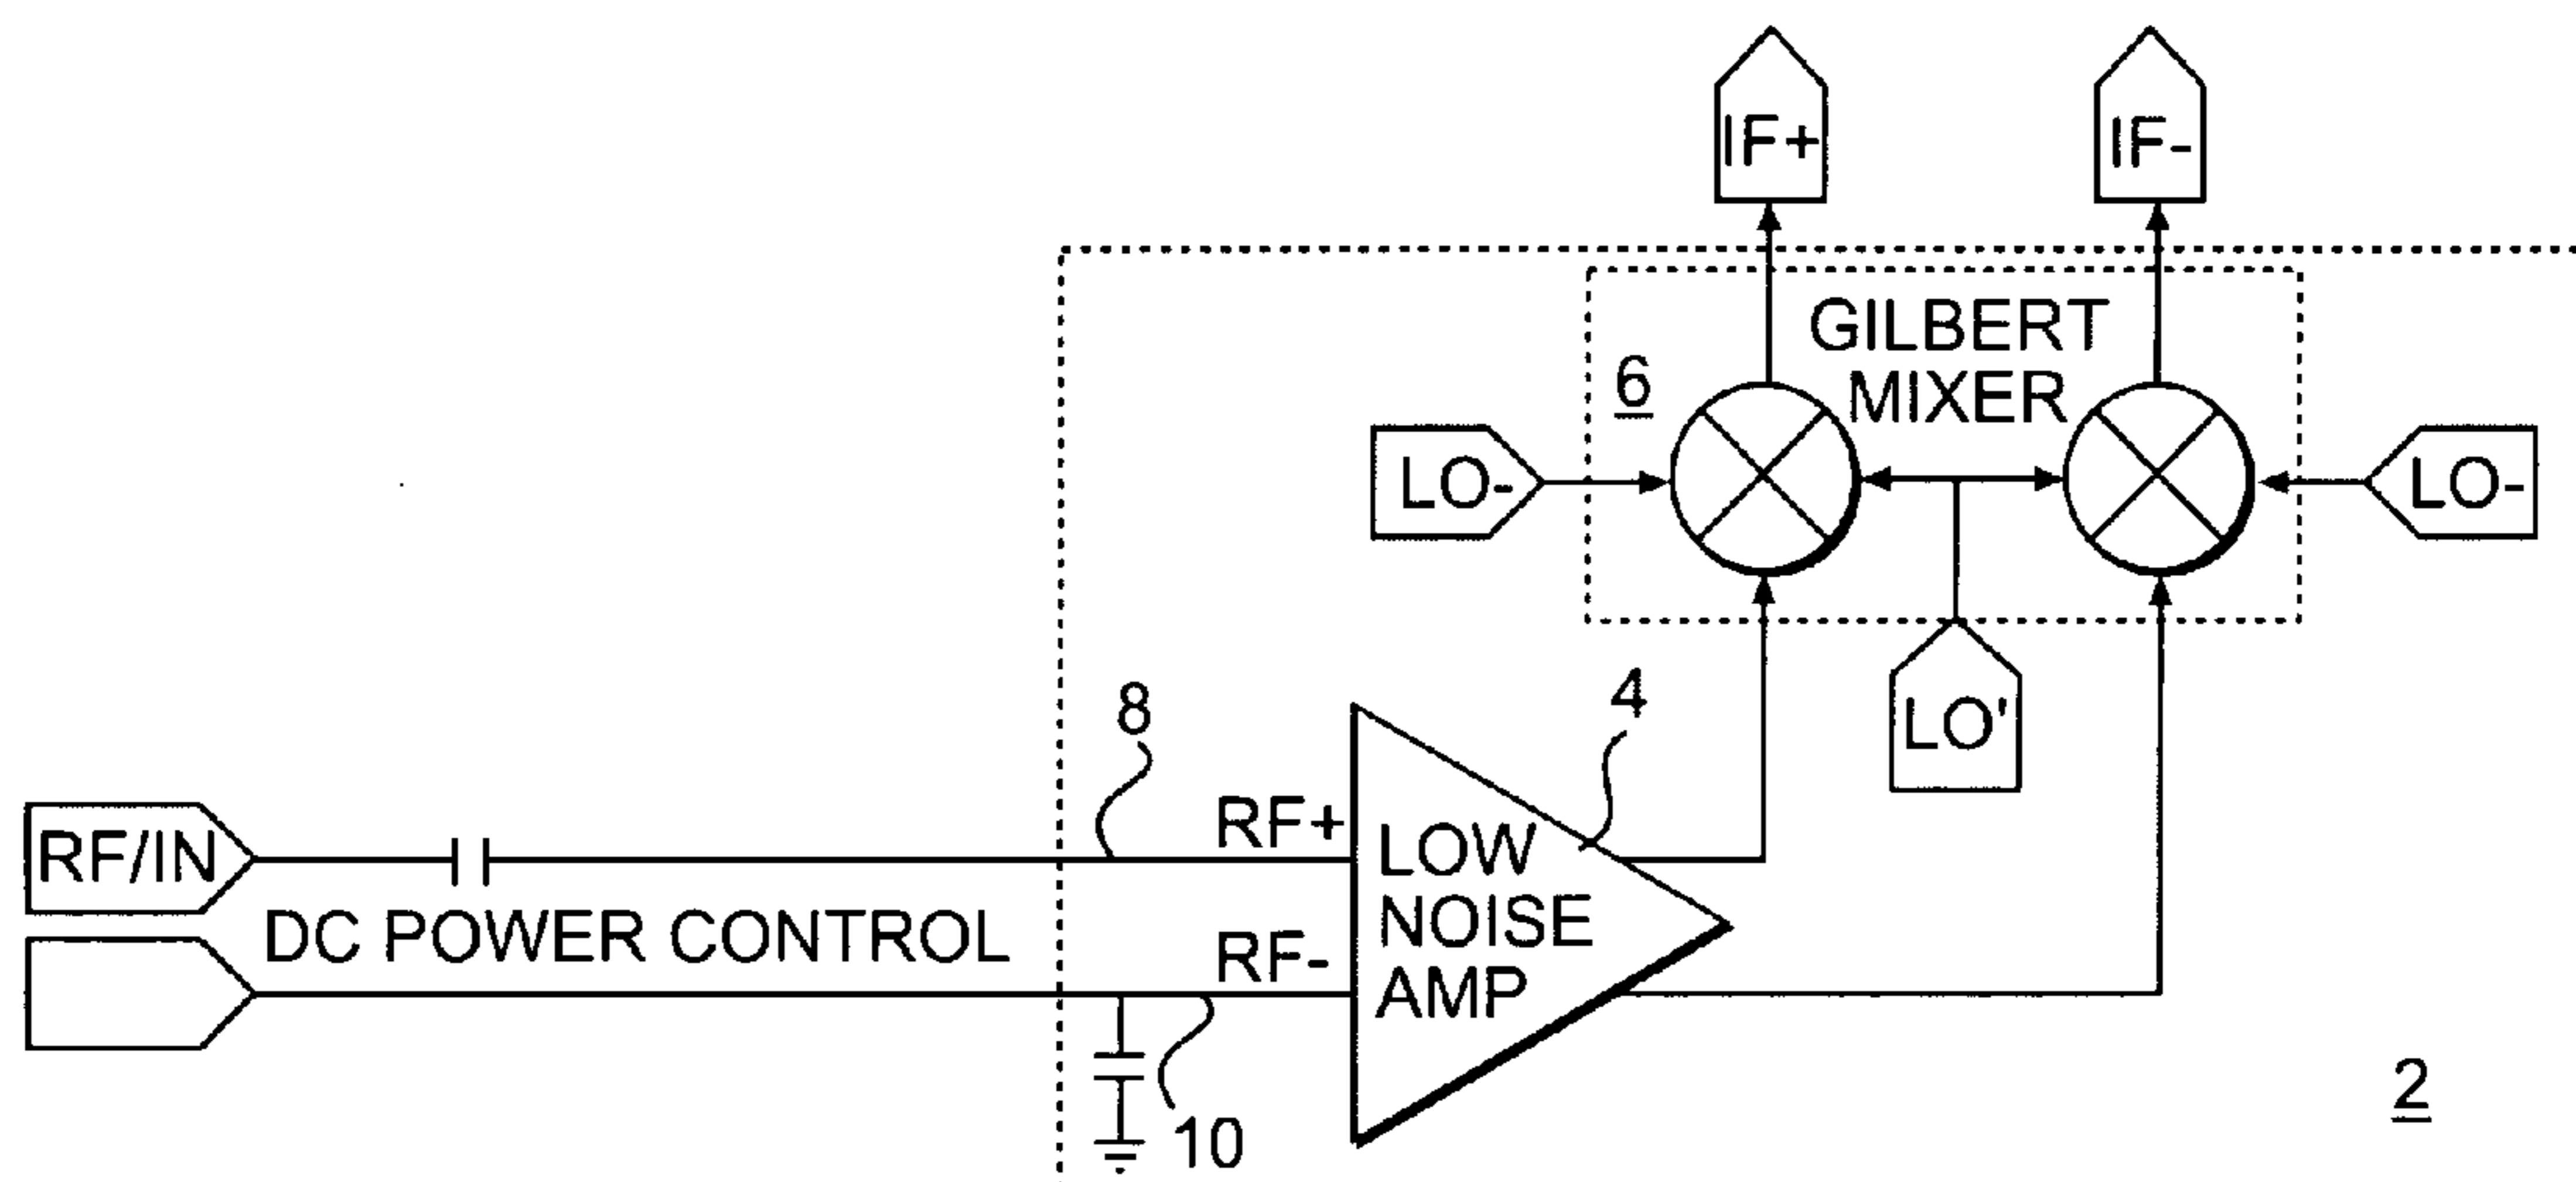 IF+
IF-
GILBERT
MIXER
6
LO-
LO-
LO'
4
8
RF+
RF/IN
LOW
NOISE
AMP
DC POWER CONTROL
RF-
10
2